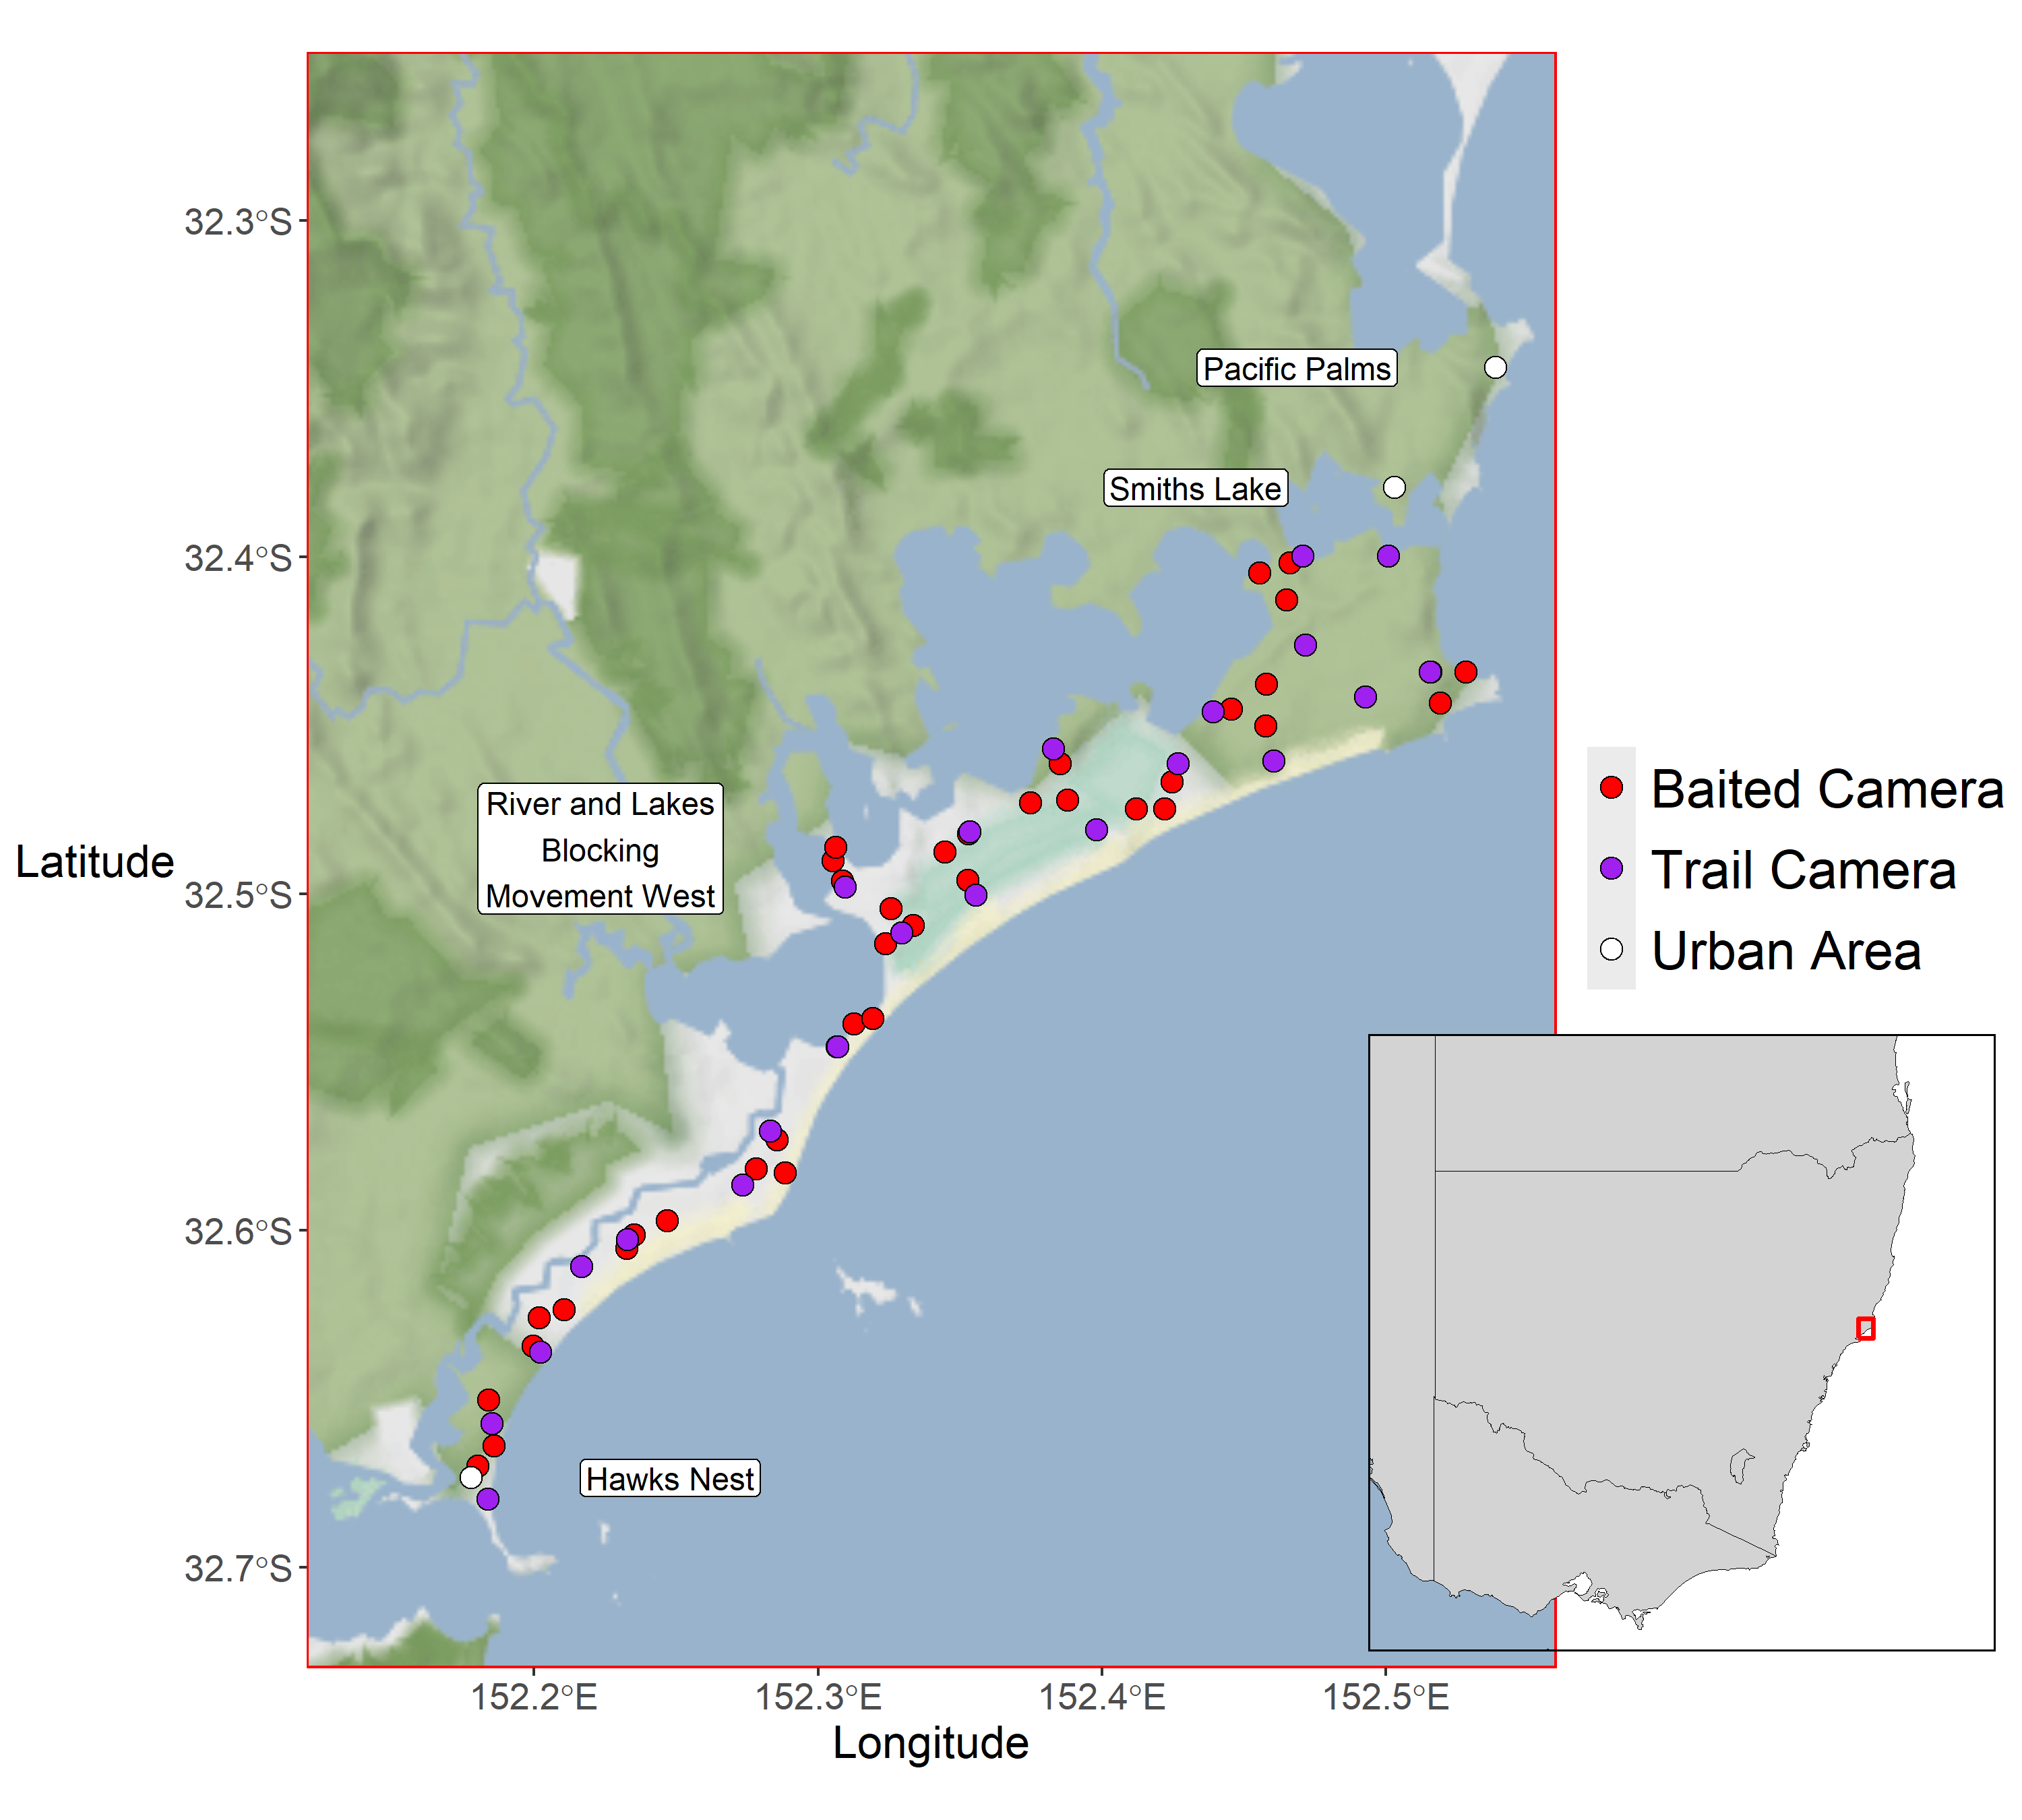 32.3°S
Pacific Palms
Smiths Lake
32.4°S
River and Lakes
Blocking
Movement West
Baited Camera
Trail Camera
Urban Area
Latitude
32.5°S
32.6°S
Hawks Nest
32.7°S
152.2°E
152.3°E
152.4°E
152.5°E
Longitude